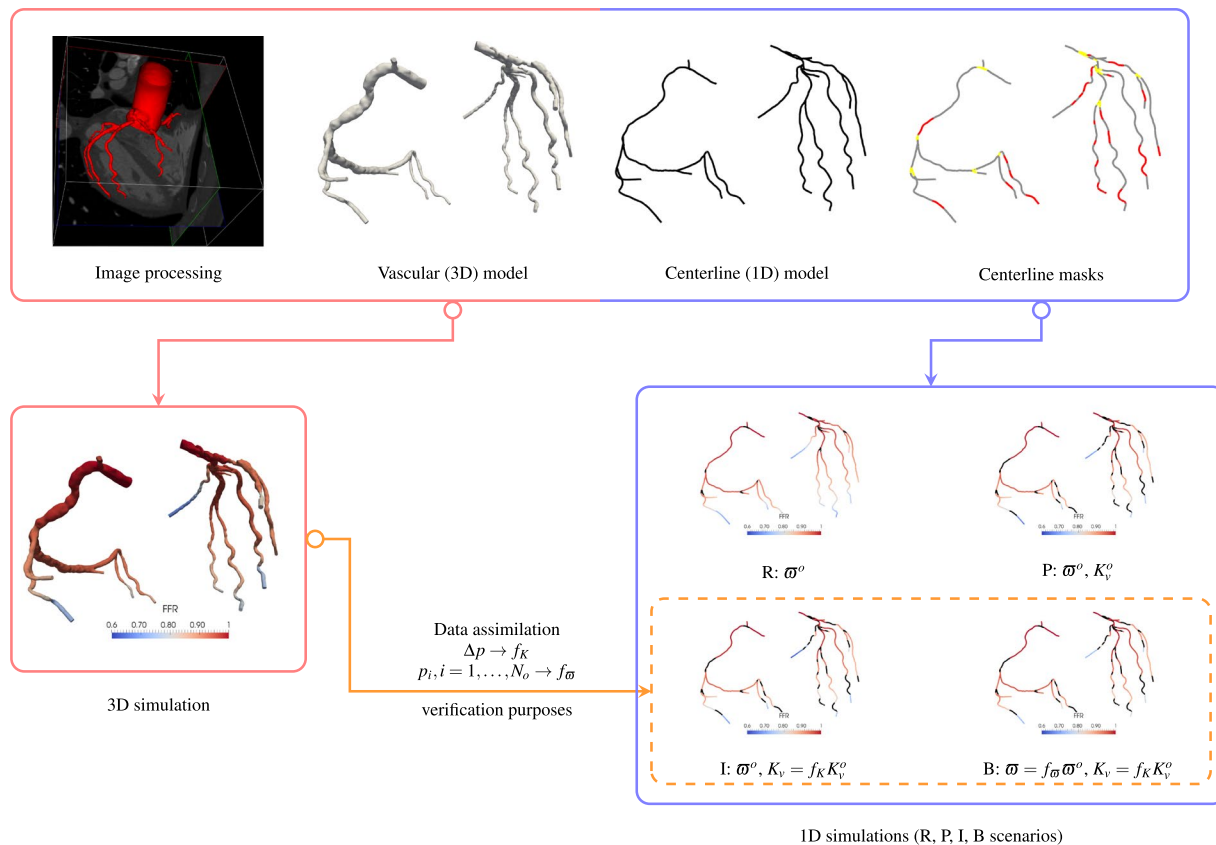 Image processing
Vascular (3D) model
Centerline (1D) model
Centerline masks
FFR
0.6 0.70 0.80 0.90 1
3D simulation
Data assimilation
Δp → f_K
p_i, i = 1, . . . , N_o → f_ϖ
verification purposes
FFR
0.6 0.70 0.80 0.90 1
R: ϖ^o
FFR
0.6 0.70 0.80 0.90 1
P: ϖ^o, K_v^o
FFR
0.6 0.70 0.80 0.90 1
I: ϖ^o, K_v = f_K K_v^o
FFR
0.6 0.70 0.80 0.90 1
B: ϖ = f_ϖ ϖ^o, K_v = f_K K_v^o
1D simulations (R, P, I, B scenarios)